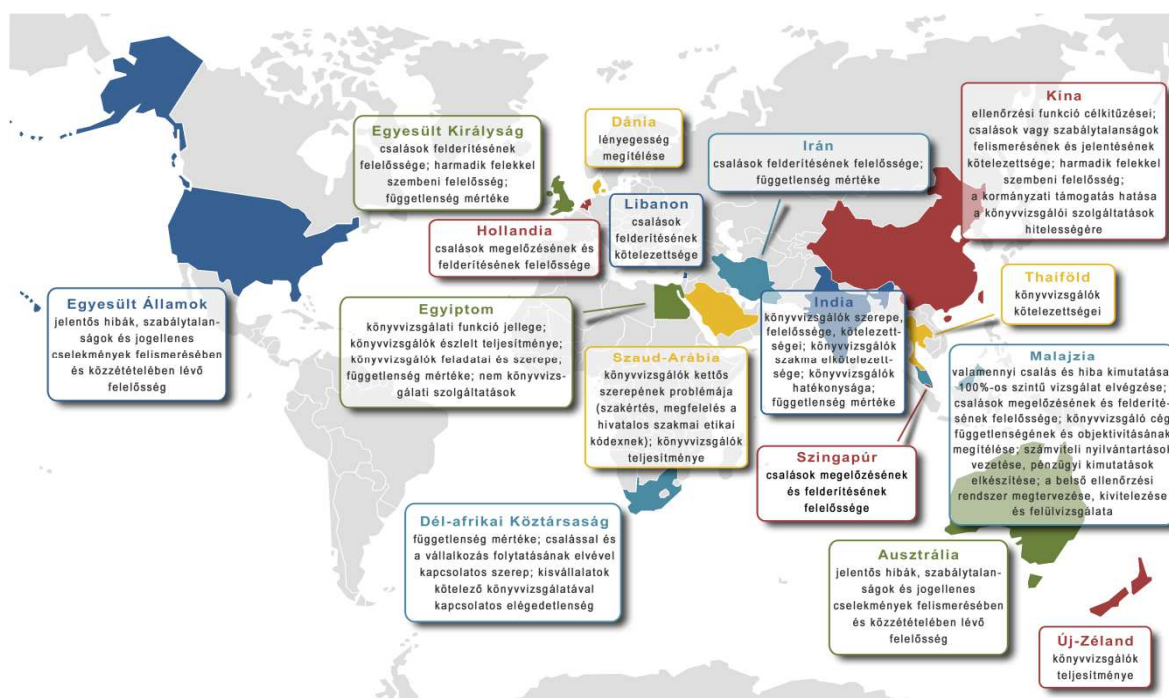 Egyesült Királyság
csalások felderítésének
felelőssége; harmadik felekkel
szembeni felelősség;
függetlenség mértéke
Dánia
lényegesség
megítélése
Irán
csalások felderítésének felelőssége;
függetlenség mértéke
Kína
ellenőrzési funkció célkitűzései;
csalások vagy szabálytalanságok
felismerésének és jelentésének
kötelezettsége; harmadik felekkel
szembeni felelősség;
a kormányzati támogatás hatása
a könyvvizsgálói szolgáltatások
hitelességére
Hollandia
csalások megelőzésének és
felderítésének felelőssége
Libanon
csalások
felderítésének
kötelezettsége
Egyesült Államok
jelentős hibák, szabálytalan-
ságok és jogellenes
cselekmények felismerésében
és közzétételében lévő
felelősség
Egyiptom
könyvvizsgálati funkció jellege;
könyvvizsgálók észlelt teljesítménye;
könyvvizsgálók feladatai és szerepe;
függetlenség mértéke; nem könyvvizs-
gálati szolgáltatások
Szaud-Arábia
könyvvizsgálók kettős
szerepének problémája
(szakértés, megfelelés a
hivatalos szakmai etikai
kódexnek); könyvvizsgálók
teljesítménye
India
könyvvizsgálók szerepe,
felelőssége, kötelezett-
ségei; könyvvizsgálók
szakma elkötelezett-
sége; könyvvizsgálók
hatékonysága;
függetlenség mértéke
Thaiföld
könyvvizsgálók
kötelezettségei
Malajzia
valamennyi csalás és hiba kimutatása
100%-os szintű vizsgálat elvégzése;
csalások megelőzésének és felderíté-
sének felelőssége; könyvvizsgáló cég
függetlenségének és objektivitásának
megítélése; számviteli nyilvántartások
vezetése, pénzügyi kimutatások
elkészítése; a belső ellenőrzési
rendszer megtervezése, kivitelezése
és felülvizsgálata
Szingapúr
csalások megelőzésének
és felderítésének
felelőssége
Dél-afrikai Köztársaság
függetlenség mértéke; csalással és
a vállalkozás folytatásának elvével
kapcsolatos szerep; kisvállalatok
kötelező könyvvizsgálatával
kapcsolatos elégedetlenség
Ausztrália
jelentős hibák, szabálytalan-
ságok és jogellenes
cselekmények felismerésében
és közzétételében lévő
felelősség
Új-Zéland
könyvvizsgálók
teljesítménye